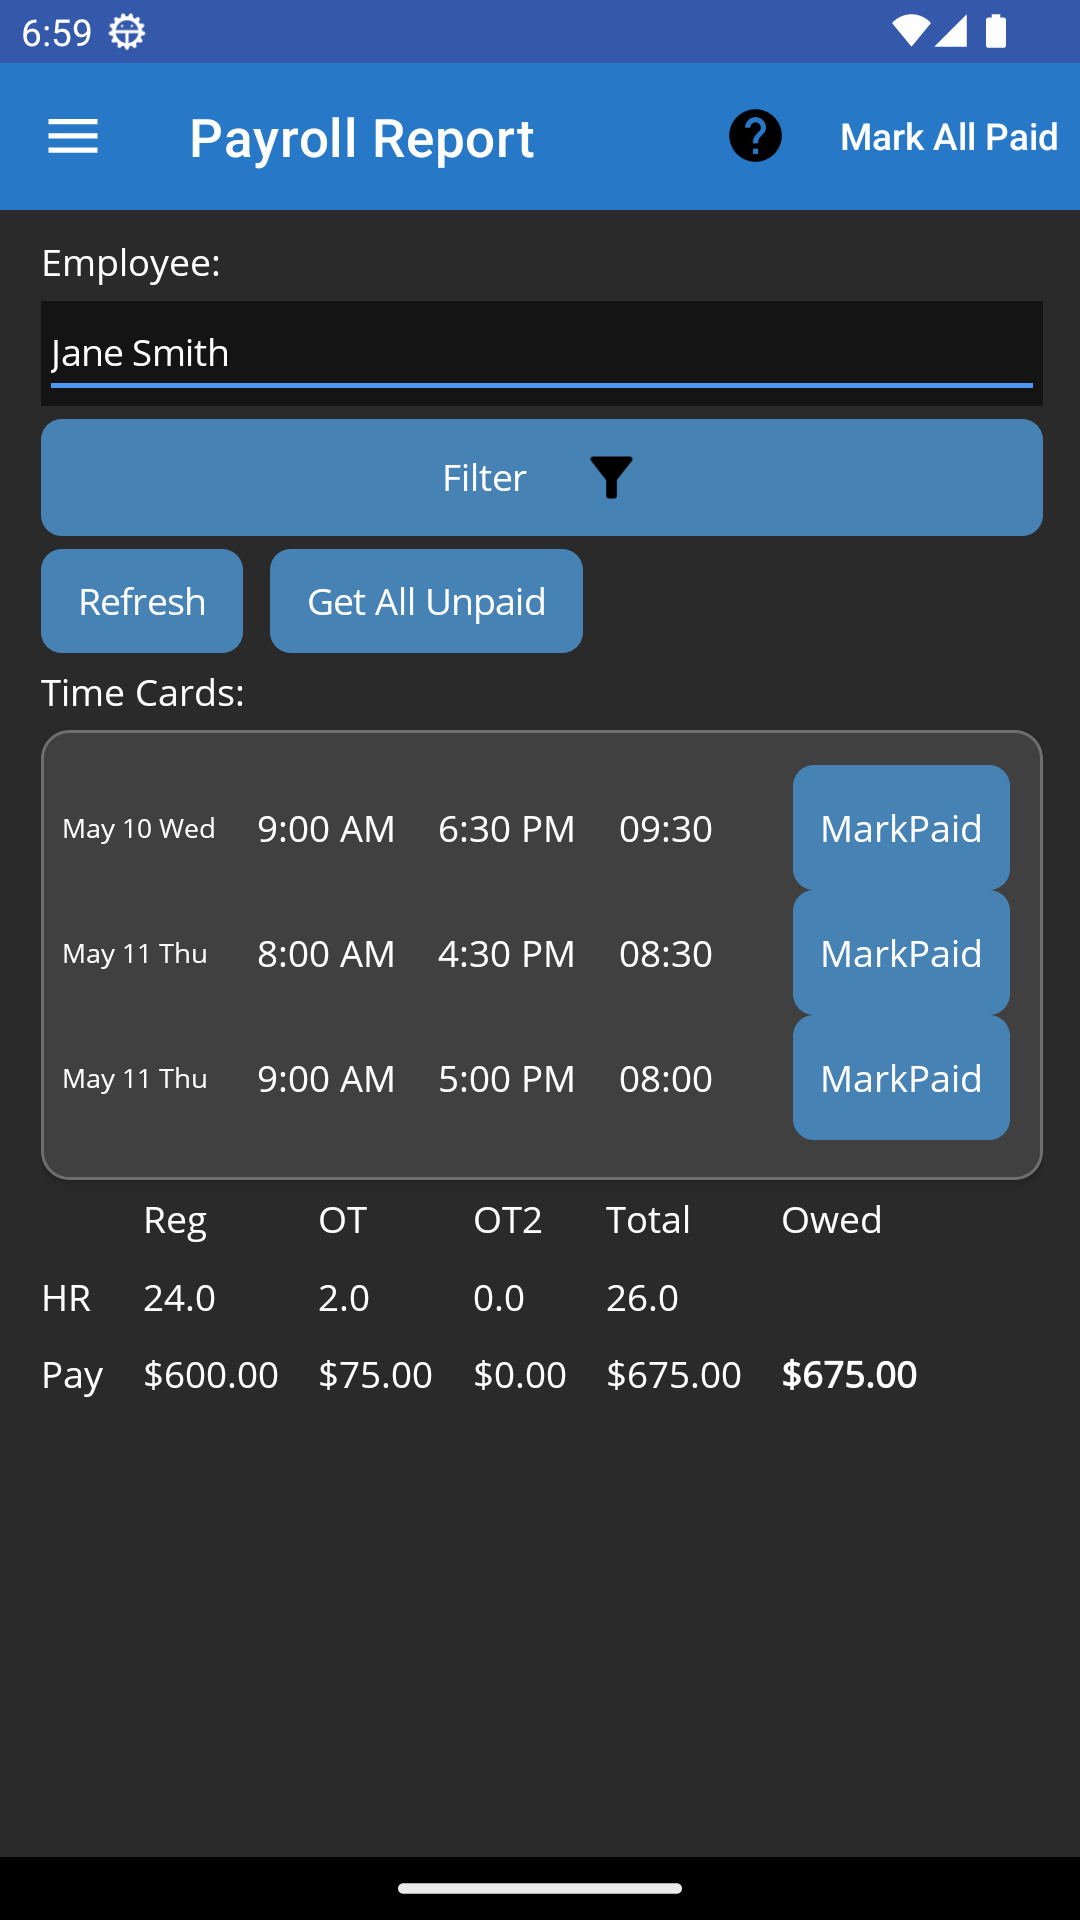 6:59
Payroll Report
Mark All Paid
Employee:
Jane Smith
Filter
Refresh Get All Unpaid
Time Cards:
May 10 Wed 9:00 AM 6:30 PM 09:30 MarkPaid
May 11 Thu 8:00 AM 4:30 PM 08:30 MarkPaid
May 11 Thu 9:00 AM 5:00 PM 08:00 MarkPaid
Reg OT OT2 Total Owed
HR 24.0 2.0 0.0 26.0
Pay $600.00 $75.00 $0.00 $675.00 $675.00